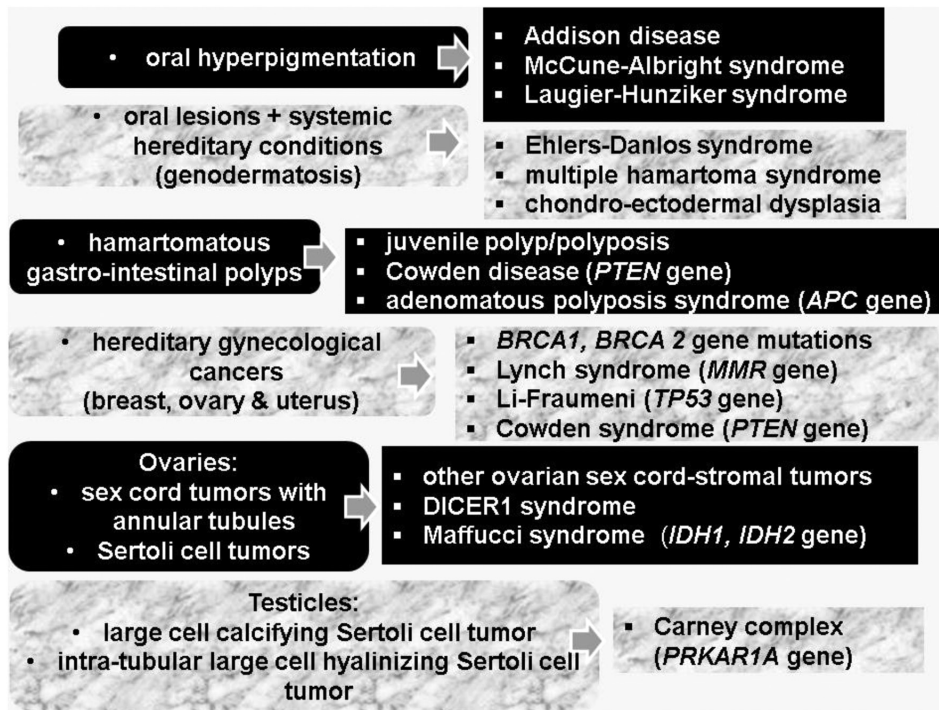 • oral hyperpigmentation
▪ Addison disease
▪ McCune-Albright syndrome
▪ Laugier-Hunziker syndrome
• oral lesions + systemic
hereditary conditions
(genodermatosis)
▪ Ehlers-Danlos syndrome
▪ multiple hamartoma syndrome
▪ chondro-ectodermal dysplasia
• hamartomatous
gastro-intestinal polyps
▪ juvenile polyp/polyposis
▪ Cowden disease (PTEN gene)
▪ adenomatous polyposis syndrome (APC gene)
• hereditary gynecological
cancers
(breast, ovary & uterus)
▪ BRCA1, BRCA 2 gene mutations
▪ Lynch syndrome (MMR gene)
▪ Li-Fraumeni (TP53 gene)
▪ Cowden syndrome (PTEN gene)
Ovaries:
• sex cord tumors with
annular tubules
• Sertoli cell tumors
▪ other ovarian sex cord-stromal tumors
▪ DICER1 syndrome
▪ Maffucci syndrome (IDH1, IDH2 gene)
Testicles:
• large cell calcifying Sertoli cell tumor
• intra-tubular large cell hyalinizing Sertoli cell
tumor
▪ Carney complex
(PRKAR1A gene)